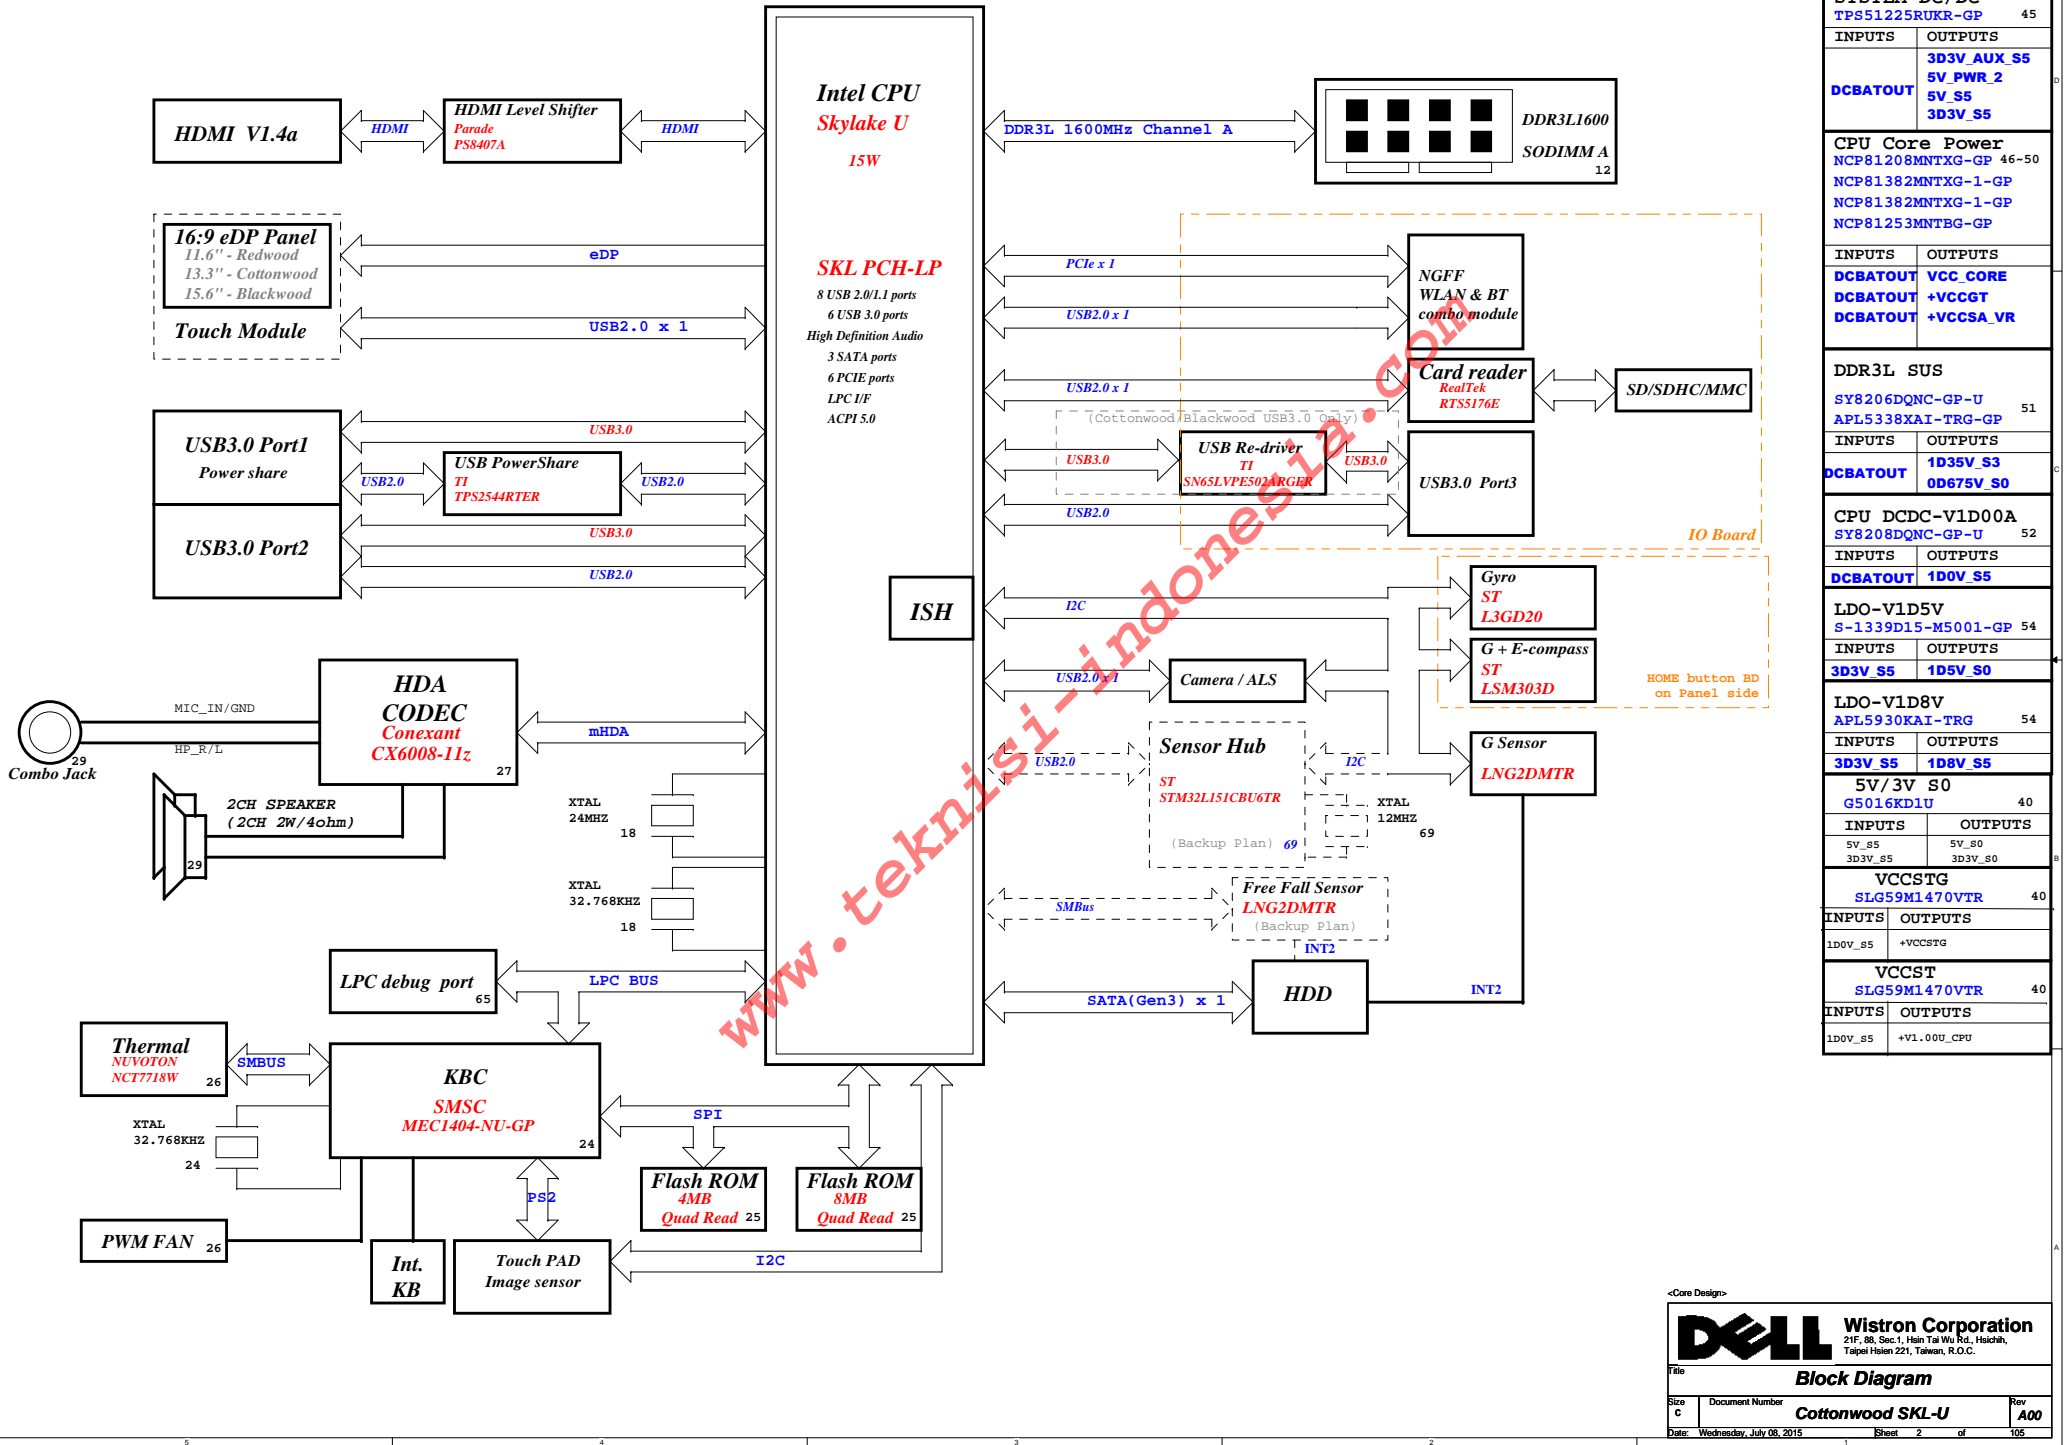 HDMI V1.4a
HDMI
HDMI Level Shifter
Parade
PS8407A
HDMI
16:9 eDP Panel
11.6" - Redwood
13.3" - Cottonwood
15.6" - Blackwood
Touch Module
eDP
USB2.0 x 1
USB3.0 Port1
Power share
USB3.0
USB2.0
USB PowerShare
TI
TPS2544RTER
USB2.0
USB3.0 Port2
USB3.0
USB2.0
HDA
CODEC
Conexant
CX6008-11z
27
mHDA
MIC_IN/GND
HP_R/L
29
Combo Jack
2CH SPEAKER
(2CH 2W/4ohm)
29
XTAL
24MHZ
18
XTAL
32.768KHZ
18
LPC debug port
65
LPC BUS
Thermal
NUVOTON
NCT7718W
26
SMBUS
KBC
SMSC
MEC1404-NU-GP
24
XTAL
32.768KHZ
24
SPI
Flash ROM
4MB
Quad Read
25
Flash ROM
8MB
Quad Read
25
PS2
PWM FAN
26
Int.
KB
Touch PAD
Image sensor
I2C
Intel CPU
Skylake U
15W
SKL PCH-LP
8 USB 2.0/1.1 ports
6 USB 3.0 ports
High Definition Audio
3 SATA ports
6 PCIE ports
LPC I/F
ACPI 5.0
ISH
DDR3L 1600MHz Channel A
DDR3L1600
SODIMM A
12
PCIe x 1
USB2.0 x 1
NGFF
WLAN & BT
combo module
USB2.0 x 1
Card reader
RealTek
RTS5176E
SD/SDHC/MMC
(Cottonwood/Blackwood USB3.0 Only)
USB3.0
USB Re-driver
TI
SN65LVPE502ARGER
USB3.0
USB3.0 Port3
USB2.0
IO Board
I2C
Gyro
ST
L3GD20
G + E-compass
ST
LSM303D
HOME button BD
on Panel side
USB2.0 x 1
Camera / ALS
USB2.0
Sensor Hub
ST
STM32L151CBU6TR
(Backup Plan)
69
I2C
XTAL
12MHZ
69
G Sensor
LNG2DMTR
SMBus
Free Fall Sensor
LNG2DMTR
(Backup Plan)
INT2
SATA(Gen3) x 1
HDD
INT2
www.teknisi-indonesia.com
SYSTEM DC/DC
TPS51225RUKR-GP 45
INPUTS OUTPUTS
DCBATOUT
3D3V_AUX_S5
5V_PWR_2
5V_S5
3D3V_S5
CPU Core Power
NCP81208MNTXG-GP 46~50
NCP81382MNTXG-1-GP
NCP81382MNTXG-1-GP
NCP81253MNTBG-GP
INPUTS OUTPUTS
DCBATOUT VCC_CORE
DCBATOUT +VCCGT
DCBATOUT +VCCSA_VR
DDR3L SUS
SY8206DQNC-GP-U
51
APL5338XAI-TRG-GP
INPUTS OUTPUTS
DCBATOUT
1D35V_S3
0D675V_S0
CPU DCDC-V1D00A
SY8208DQNC-GP-U 52
INPUTS OUTPUTS
DCBATOUT 1D0V_S5
LDO-V1D5V
S-1339D15-M5001-GP 54
INPUTS OUTPUTS
3D3V_S5 1D5V_S0
LDO-V1D8V
APL5930KAI-TRG 54
INPUTS OUTPUTS
3D3V_S5 1D8V_S5
5V/3V S0
G5016KD1U 40
INPUTS OUTPUTS
5V_S5 5V_S0
3D3V_S5 3D3V_S0
VCCSTG
SLG59M1470VTR 40
INPUTS OUTPUTS
1D0V_S5 +VCCSTG
VCCST
SLG59M1470VTR 40
INPUTS OUTPUTS
1D0V_S5 +V1.00U_CPU
D
C
B
A
<Core Design>
DELL
Wistron Corporation
21F, 88, Sec.1, Hsin Tai Wu Rd., Hsichih,
Taipei Hsien 221, Taiwan, R.O.C.
Title
Block Diagram
Size
C
Document Number
Cottonwood SKL-U
Rev
A00
Date: Wednesday, July 08, 2015 Sheet 2 of 105
5 4 3 2 1